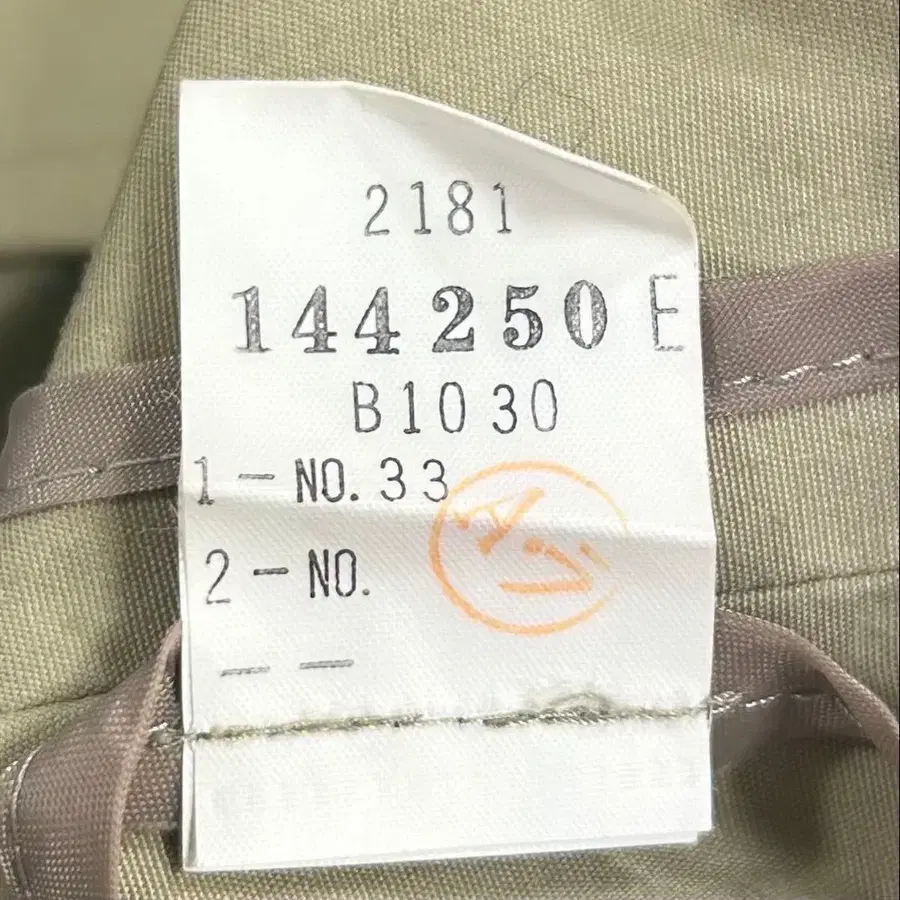 2181
144250 E
B1030
1-NO.33
2-NO.
— —